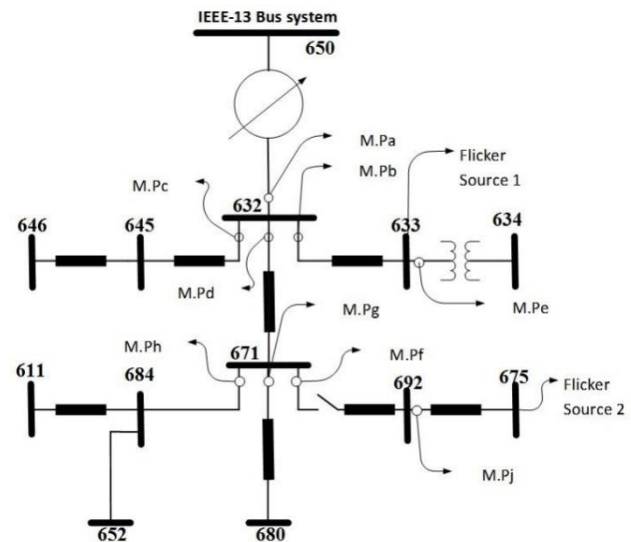 IEEE-13 Bus system
650
M.Pa
M.Pb
Flicker
Source 1
M.Pc
632
646
645
633
634
M.Pd
M.Pe
M.Pg
M.Ph
671
M.Pf
611
684
692
675
Flicker
Source 2
M.Pj
652
680